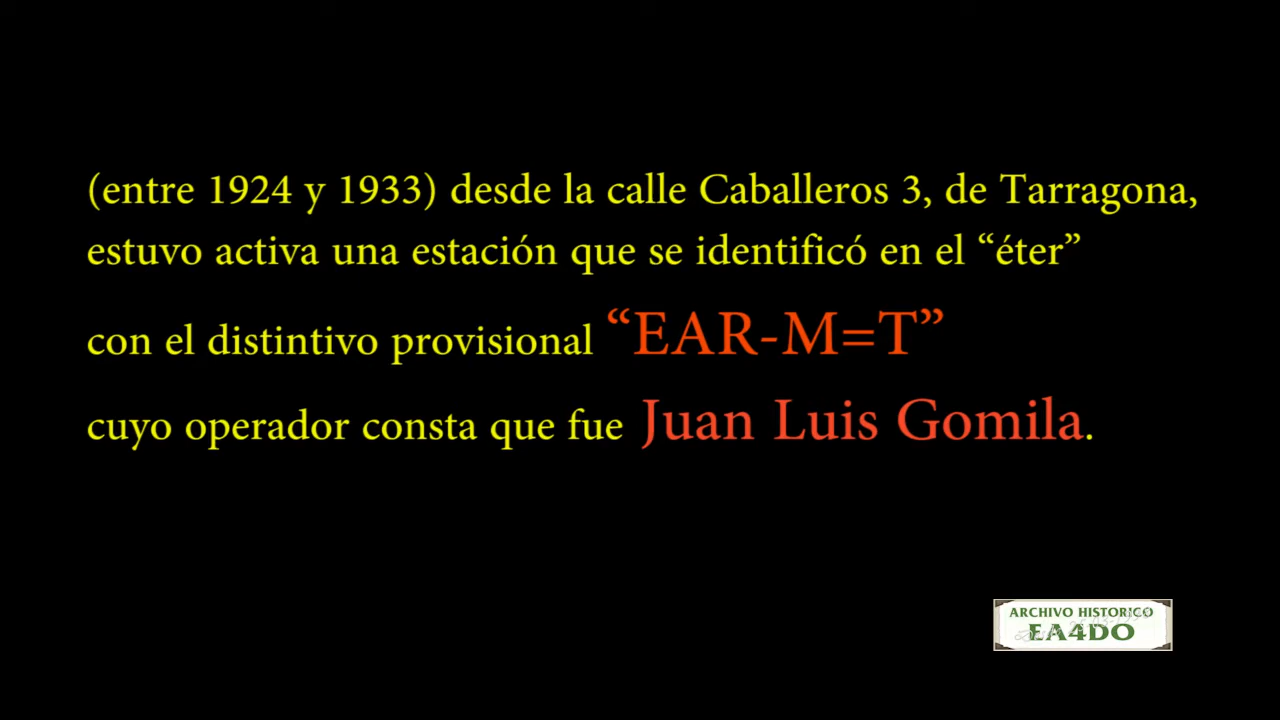 (entre 1924 y 1933) desde la calle Caballeros 3, de Tarragona,
estuvo activa una estación que se identificó en el “éter”
con el distintivo provisional “EAR-M=T”
cuyo operador consta que fue Juan Luis Gomila.
ARCHIVO HISTORICO
EA4DO